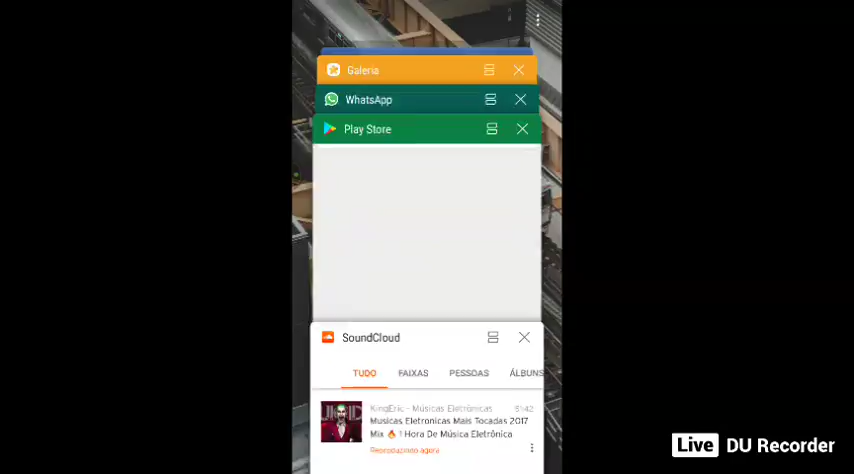 Galeria
WhatsApp
Play Store
SoundCloud
TUDO FAIXAS PESSOAS ÁLBUNS
KingEric - Músicas Eletrônicas 51:42
Musicas Eletronicas Mais Tocadas 2017
Mix 🔥 ! Hora De Música Eletrônica
Reproduzindo agora
Live DU Recorder